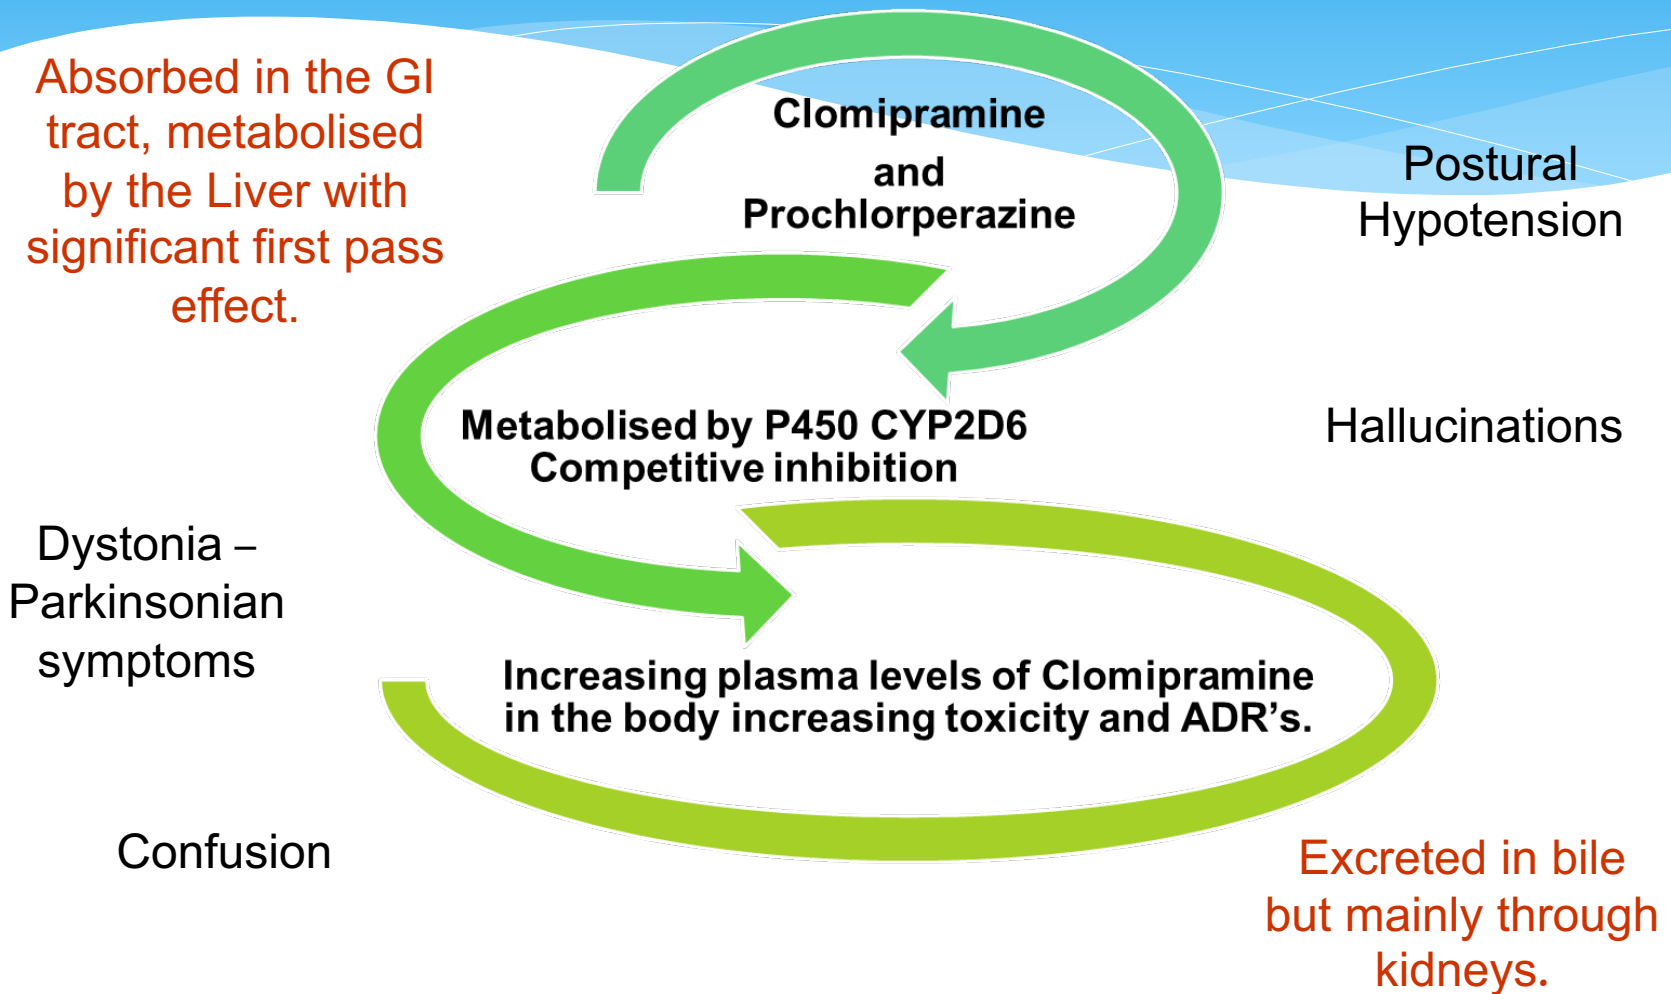 Absorbed in the GI
tract, metabolised
by the Liver with
significant first pass
effect.
Clomipramine
and
Prochlorperazine
Postural
Hypotension
Metabolised by P450 CYP2D6
Competitive inhibition
Hallucinations
Dystonia –
Parkinsonian
symptoms
Increasing plasma levels of Clomipramine
in the body increasing toxicity and ADR’s.
Confusion
Excreted in bile
but mainly through
kidneys.